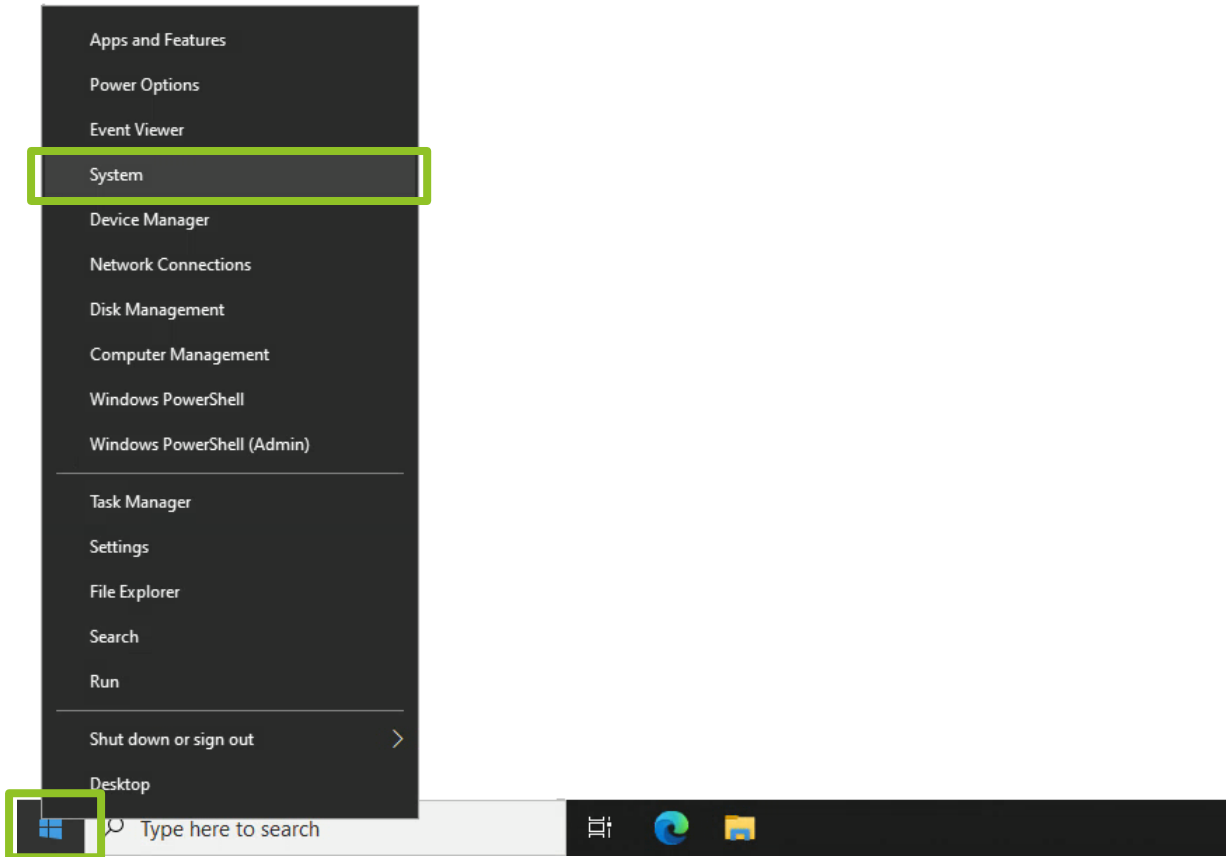 Apps and Features
Power Options
Event Viewer
System
Device Manager
Network Connections
Disk Management
Computer Management
Windows PowerShell
Windows PowerShell (Admin)
Task Manager
Settings
File Explorer
Search
Run
Shut down or sign out
Desktop
Type here to search